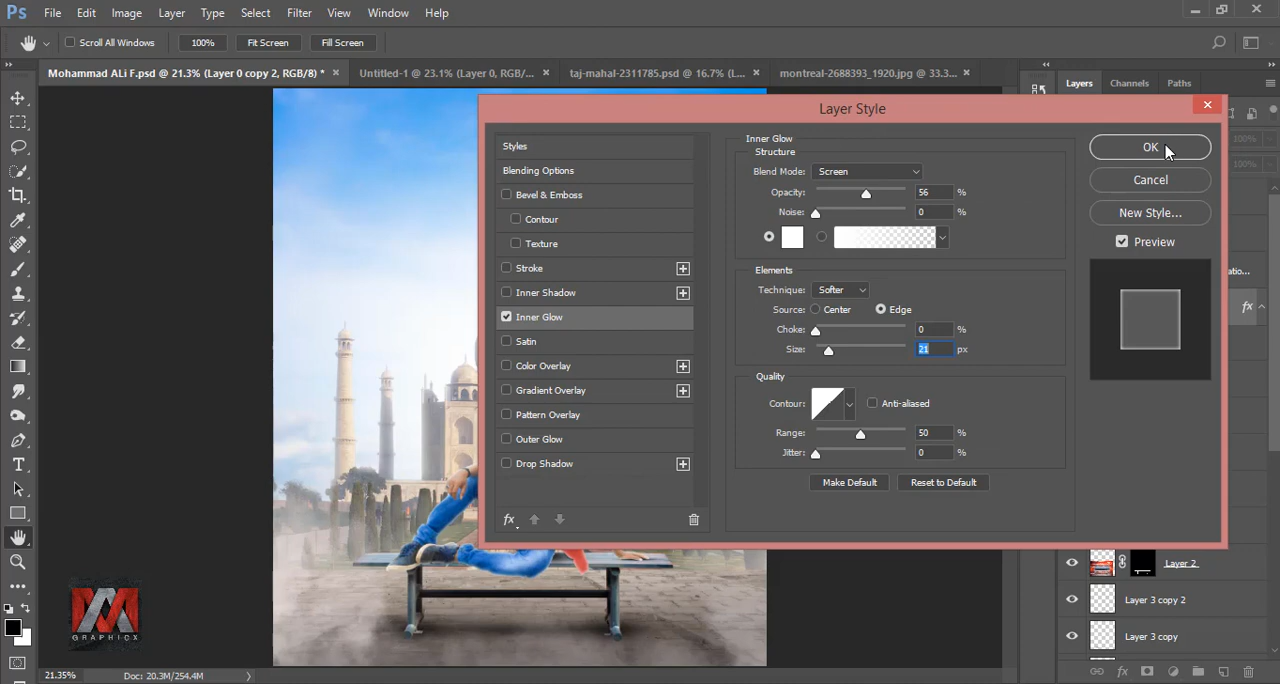 Ps File Edit Image Layer Type Select Filter 3D View Window Help
Scroll All Windows 100% Fit Screen Fill Screen
Mohammad ALi F.psd @ 21.3% (Layer 0 copy 2, RGB/8) * × Untitled-1 @ 23.1% (Layer 0, RGB/... × taj-mahal-2311785.psd @ 16.7% (L... × montreal-2688393_1920.jpg @ 33.3... ×
Layers Channels Paths
Layer Style
Styles
Blending Options
Bevel & Emboss
Contour
Texture
Stroke
Inner Shadow
Inner Glow
Satin
Color Overlay
Gradient Overlay
Pattern Overlay
Outer Glow
Drop Shadow
fx
Inner Glow
Structure
Blend Mode: Screen
Opacity: 56 %
Noise: 0 %
Elements
Technique: Softer
Source: Center Edge
Choke: 0 %
Size: 21 px
Quality
Contour: Anti-aliased
Range: 50 %
Jitter: 0 %
Make Default Reset to Default
OK
Cancel
New Style...
Preview
100%
100%
fx
Layer 2
Layer 3 copy 2
Layer 3 copy
fx
GRAPHICX
21.35% Doc: 20.3M/254.4M